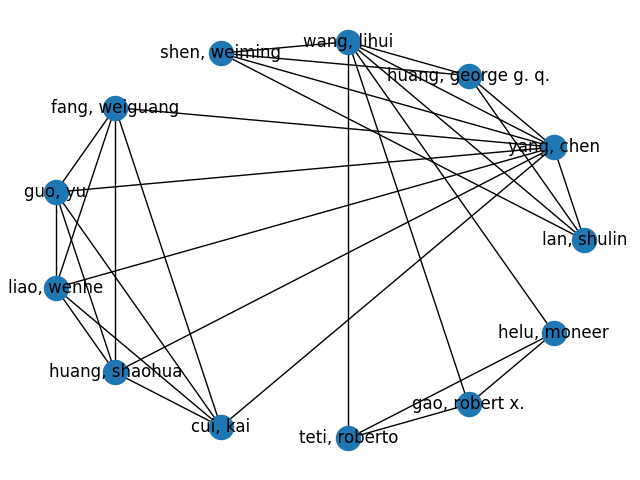 wang, lihui
shen, weiming
huang, george g. q.
fang, weiguang
yang, chen
guo, yu
lan, shulin
liao, wenhe
helu, moneer
huang, shaohua
gao, robert x.
cui, kai
teti, roberto